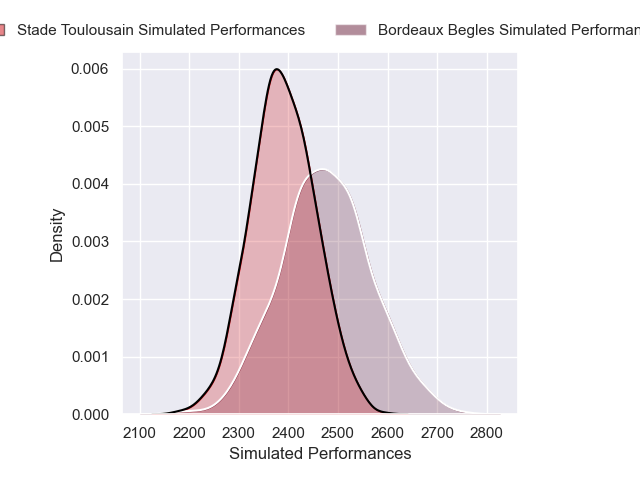 Stade Toulousain Simulated Performances
Bordeaux Begles Simulated Performan
0.006
0.005
0.004
0.003
0.002
0.001
0.000
Density
2100 2200 2300 2400 2500 2600 2700 2800
Simulated Performances